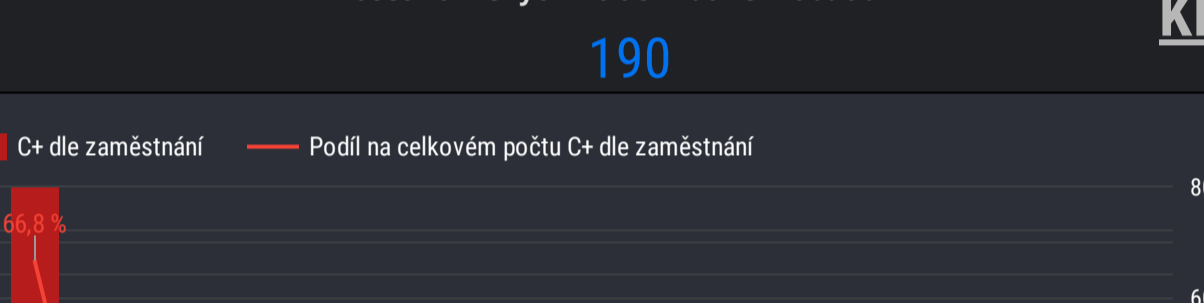 190
C+ dle zaměstnání
Podíl na celkovém počtu C+ dle zaměstnání
66,8 %